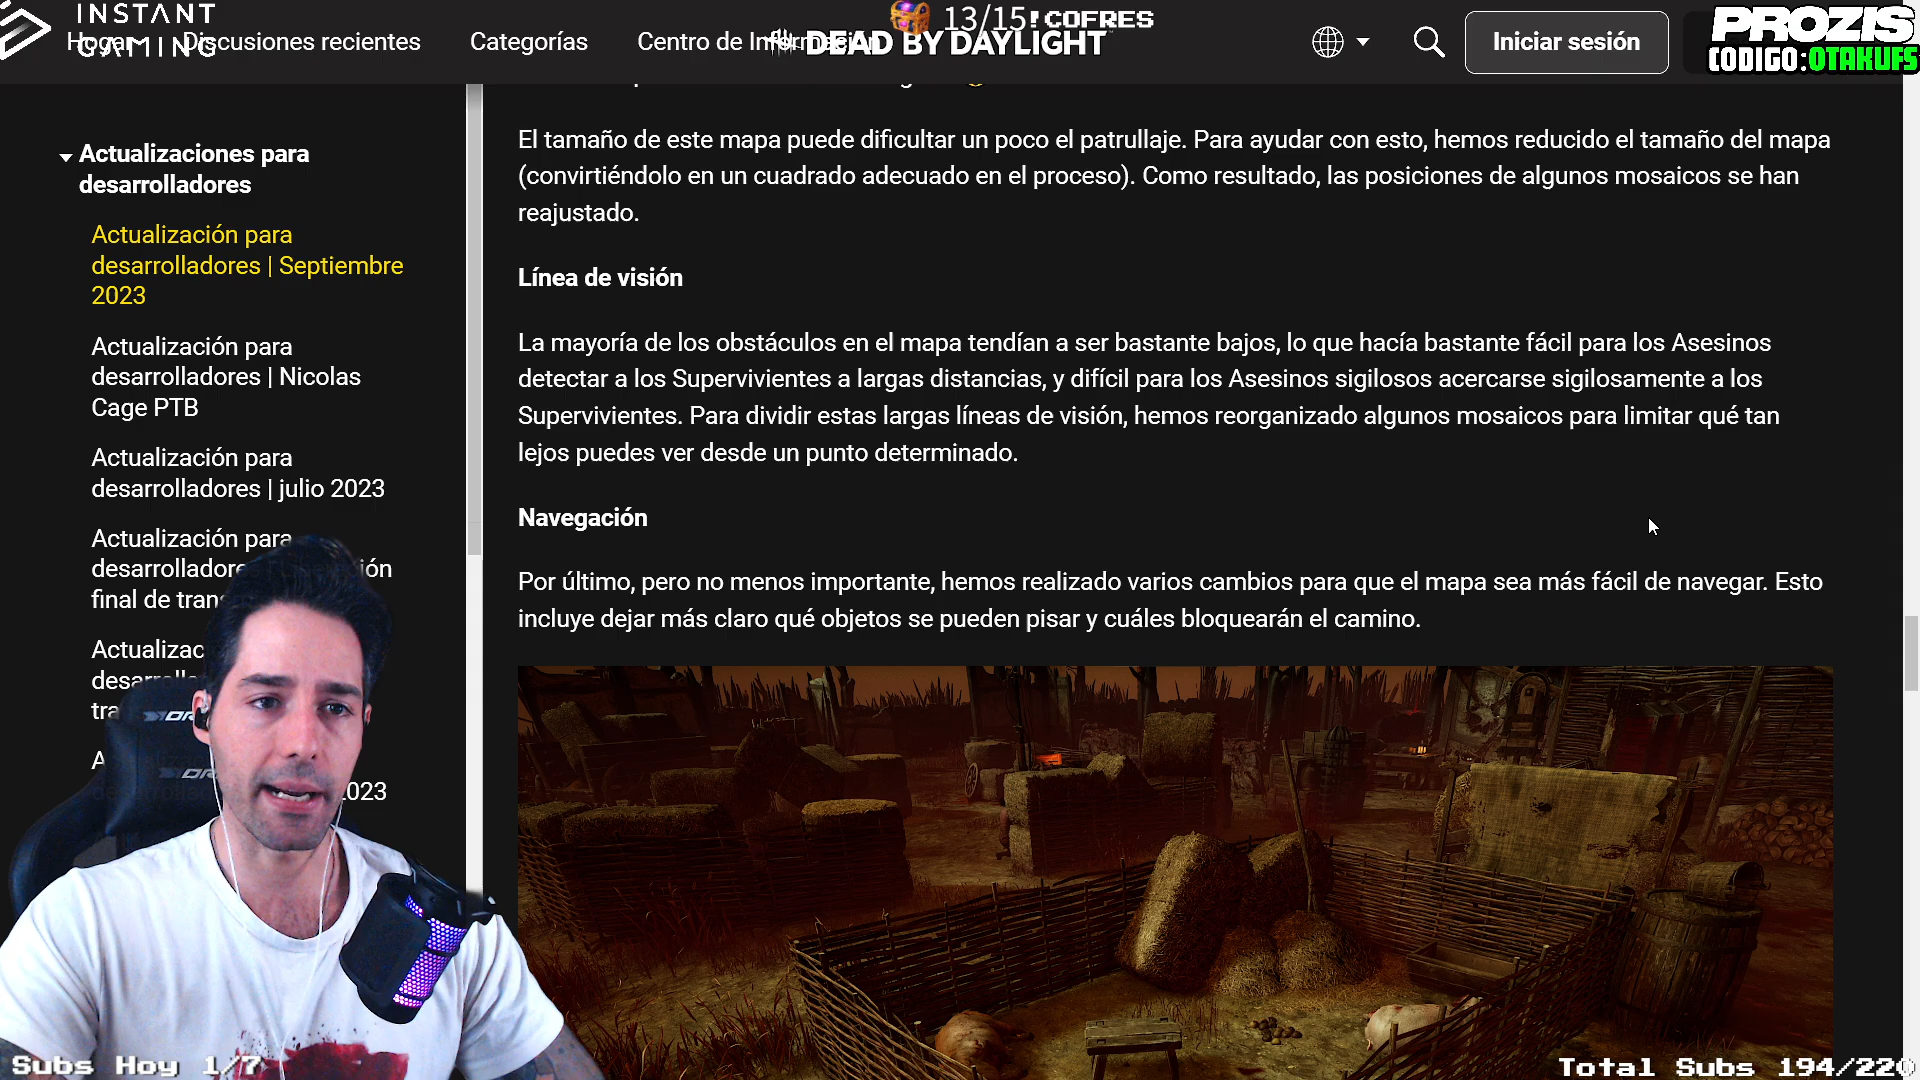 INSTANT
GAMING
13/15 !COFRES
PROZIS
CODIGO:OTAKUFS
Hogar
Discusiones recientes
Categorías
DEAD BY DAYLIGHT
Iniciar sesión
Actualizaciones para
desarrolladores
Actualización para
desarrolladores | Septiembre
2023
Actualización para
desarrolladores | Nicolas
Cage PTB
Actualización para
desarrolladores | julio 2023
Actualización para
final de
2023
El tamaño de este mapa puede dificultar un poco el patrullaje. Para ayudar con esto, hemos reducido el tamaño del mapa
(convirtiéndolo en un cuadrado adecuado en el proceso). Como resultado, las posiciones de algunos mosaicos se han
reajustado.
Línea de visión
La mayoría de los obstáculos en el mapa tendían a ser bastante bajos, lo que hacía bastante fácil para los Asesinos
detectar a los Supervivientes a largas distancias, y difícil para los Asesinos sigilosos acercarse sigilosamente a los
Supervivientes. Para dividir estas largas líneas de visión, hemos reorganizado algunos mosaicos para limitar qué tan
lejos puedes ver desde un punto determinado.
Navegación
Por último, pero no menos importante, hemos realizado varios cambios para que el mapa sea más fácil de navegar. Esto
incluye dejar más claro qué objetos se pueden pisar y cuáles bloquearán el camino.
Subs Hoy 1/7
Total Subs 194/220